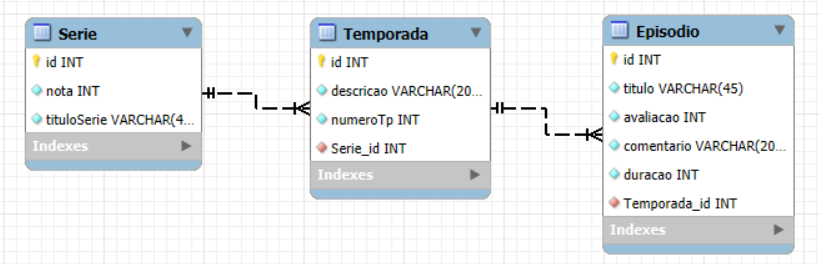 Serie
id INT
nota INT
tituloSerie VARCHAR(4...
Indexes
Temporada
id INT
descricao VARCHAR(20...
numeroTp INT
Serie_id INT
Indexes
Episodio
id INT
titulo VARCHAR(45)
avaliacao INT
comentario VARCHAR(20...
duracao INT
Temporada_id INT
Indexes